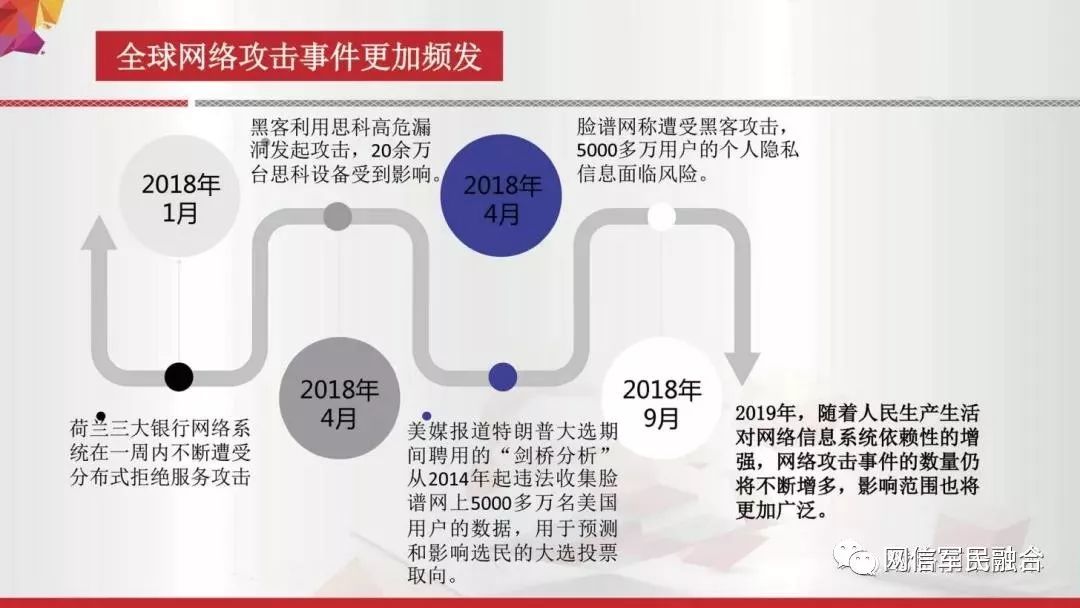 全球网络攻击事件更加频发
2018年
1月
荷兰三大银行网络系
统在一周内不断遭受
分布式拒绝服务攻击
黑客利用思科高危漏
洞发起攻击，20余万
台思科设备受到影响。
2018年
4月
2018年
4月
美媒报道特朗普大选期
间聘用的“剑桥分析”
从2014年起违法收集脸
谱网上5000多万名美国
用户的数据，用于预测
和影响选民的大选投票
取向。
脸谱网称遭受黑客攻击，
5000多万用户的个人隐私
信息面临风险。
2018年
9月
2019年，随着人民生产生活
对网络信息系统依赖性的增
强，网络攻击事件的数量仍
将不断增多，影响范围也将
更加广泛。
网信军民融合